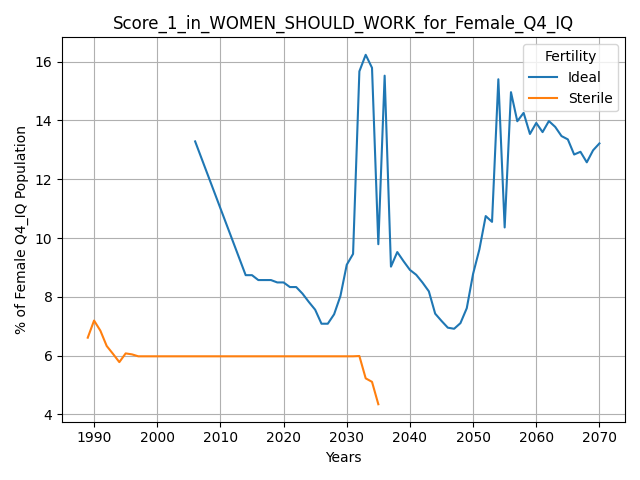 Score_1_in_WOMEN_SHOULD_WORK_for_Female_Q4_IQ
Fertility
Ideal
Sterile
% of Female Q4_IQ Population
16
14
12
10
8
6
4
1990 2000 2010 2020 2030 2040 2050 2060 2070
Years